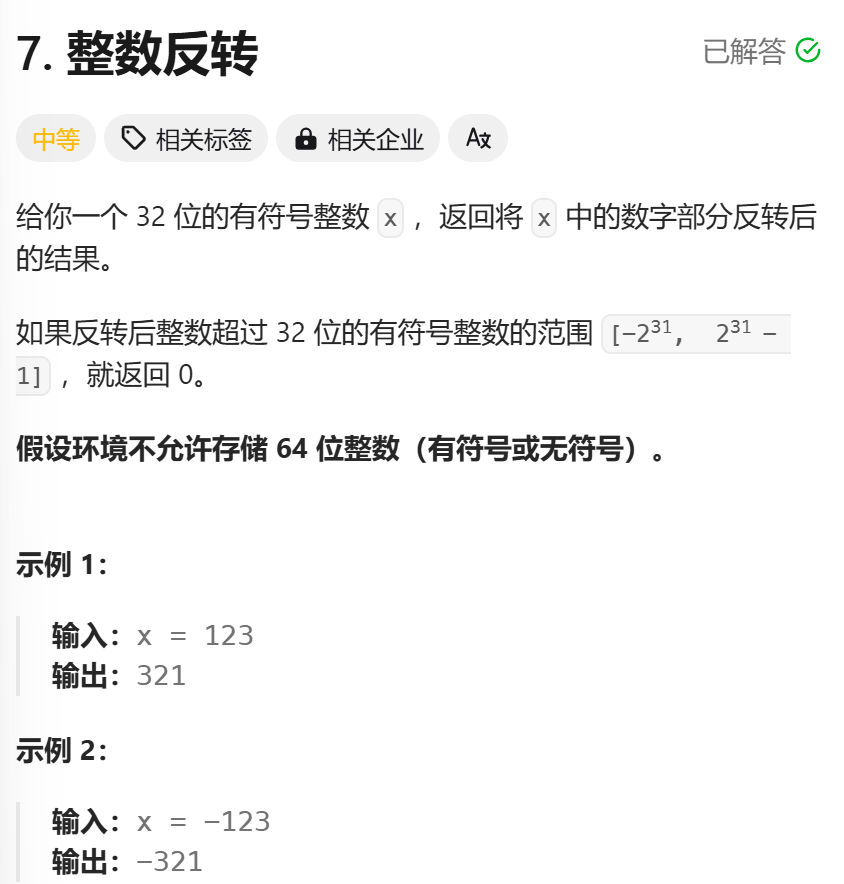 7. 整数反转
已解答
中等
相关标签
相关企业
A文
给你一个 32 位的有符号整数 x ，返回将 x 中的数字部分反转后
的结果。
如果反转后整数超过 32 位的有符号整数的范围 [−2³¹,  2³¹ −
1] ，就返回 0。
假设环境不允许存储 64 位整数（有符号或无符号）。
示例 1：
输入：x = 123
输出：321
示例 2：
输入：x = -123
输出：-321